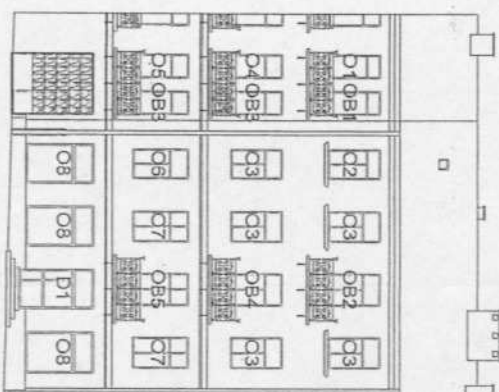 O1 OB1 O2 O3 OB2 O3
O4 OB3 O3 O3 OB4 O3
O5 OB3 O6 O7 OB5 O7
O8 O8 D1 O8